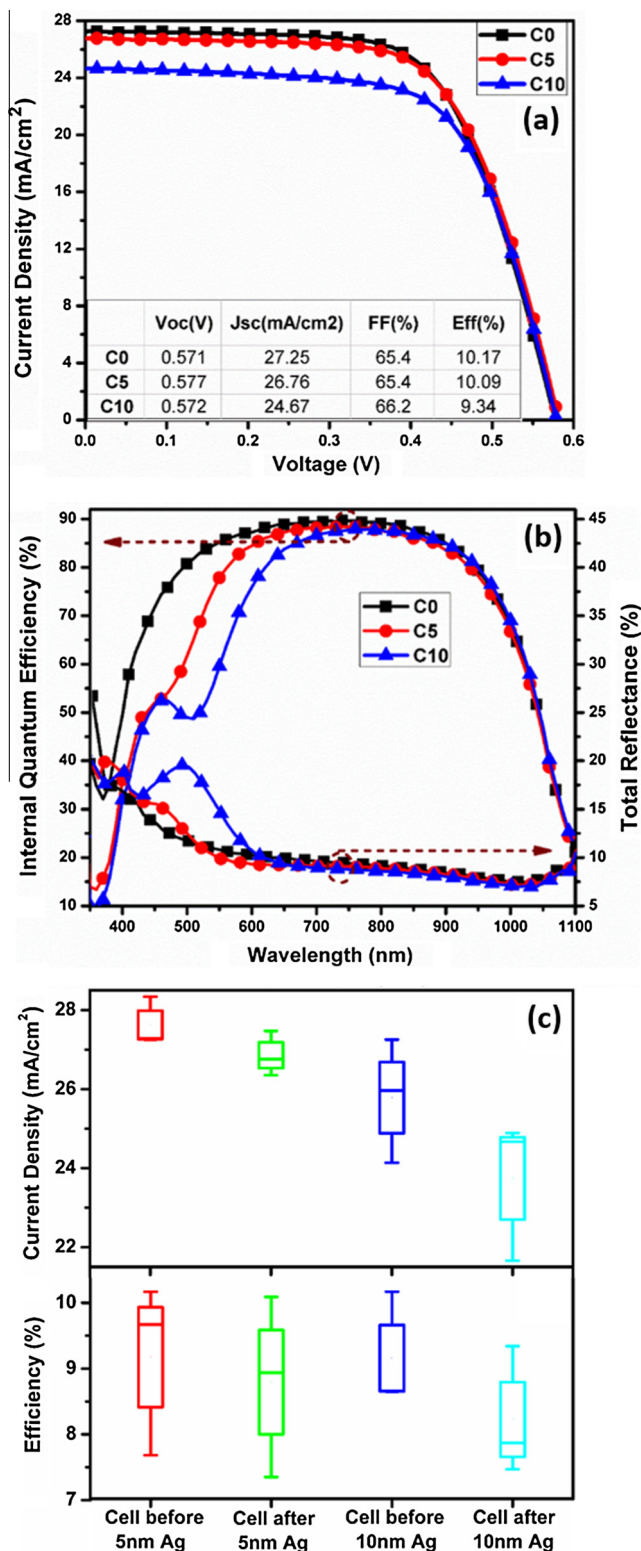 C0
C5
C10
(a)
28
24
20
16
12
8
4
0
Current Density (mA/cm²)
Voc(V) Jsc(mA/cm2) FF(%) Eff(%)
C0 0.571 27.25 65.4 10.17
C5 0.577 26.76 65.4 10.09
C10 0.572 24.67 66.2 9.34
0.0 0.1 0.2 0.3 0.4 0.5 0.6
Voltage (V)
(b)
90
80
70
60
50
40
30
20
10
Internal Quantum Efficiency (%)
C0
C5
C10
45
40
35
30
25
20
15
10
5
Total Reflectance (%)
400 500 600 700 800 900 1000 1100
Wavelength (nm)
(c)
28
26
24
22
Current Density (mA/cm²)
10
9
8
7
Efficiency (%)
Cell before Cell after Cell before Cell after
5nm Ag 5nm Ag 10nm Ag 10nm Ag